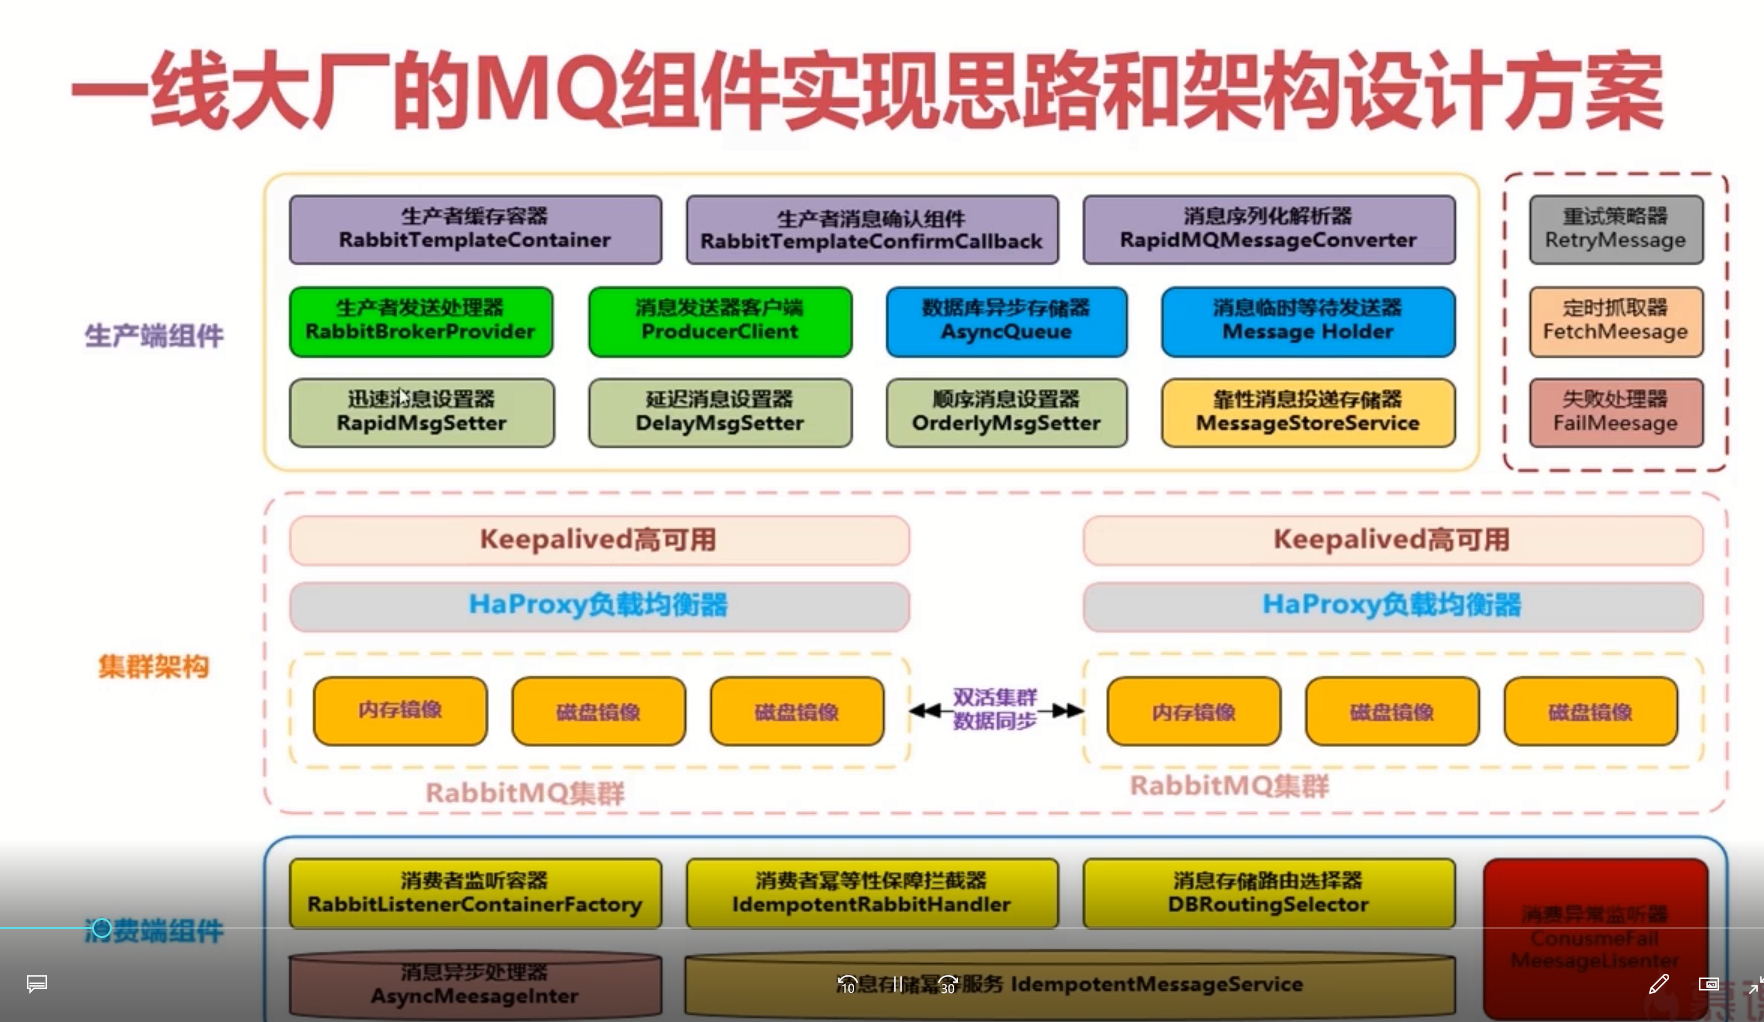 一线大厂的MQ组件实现思路和架构设计方案
生产端组件
生产者缓存容器
RabbitTemplateContainer
生产者消息确认组件
RabbitTemplateConfirmCallback
消息序列化解析器
RapidMQMessageConverter
生产者发送处理器
RabbitBrokerProvider
消息发送器客户端
ProducerClient
数据库异步存储器
AsyncQueue
消息临时等待发送器
Message Holder
迅速消息设置器
RapidMsgSetter
延迟消息设置器
DelayMsgSetter
顺序消息设置器
OrderlyMsgSetter
靠性消息投递存储器
MessageStoreService
重试策略器
RetryMessage
定时抓取器
FetchMeesage
失败处理器
FailMeesage
集群架构
Keepalived高可用
HaProxy负载均衡器
内存镜像
磁盘镜像
磁盘镜像
RabbitMQ集群
双活集群
数据同步
Keepalived高可用
HaProxy负载均衡器
内存镜像
磁盘镜像
磁盘镜像
RabbitMQ集群
消费端组件
消费者监听容器
RabbitListenerContainerFactory
消费者幂等性保障拦截器
IdempotentRabbitHandler
消息存储路由选择器
DBRoutingSelector
消费异常监听器
ConusmeFail
MeesageLisenter
消息异步处理器
AsyncMeesageInter
消息存储幂等服务 IdempotentMessageService
10
30